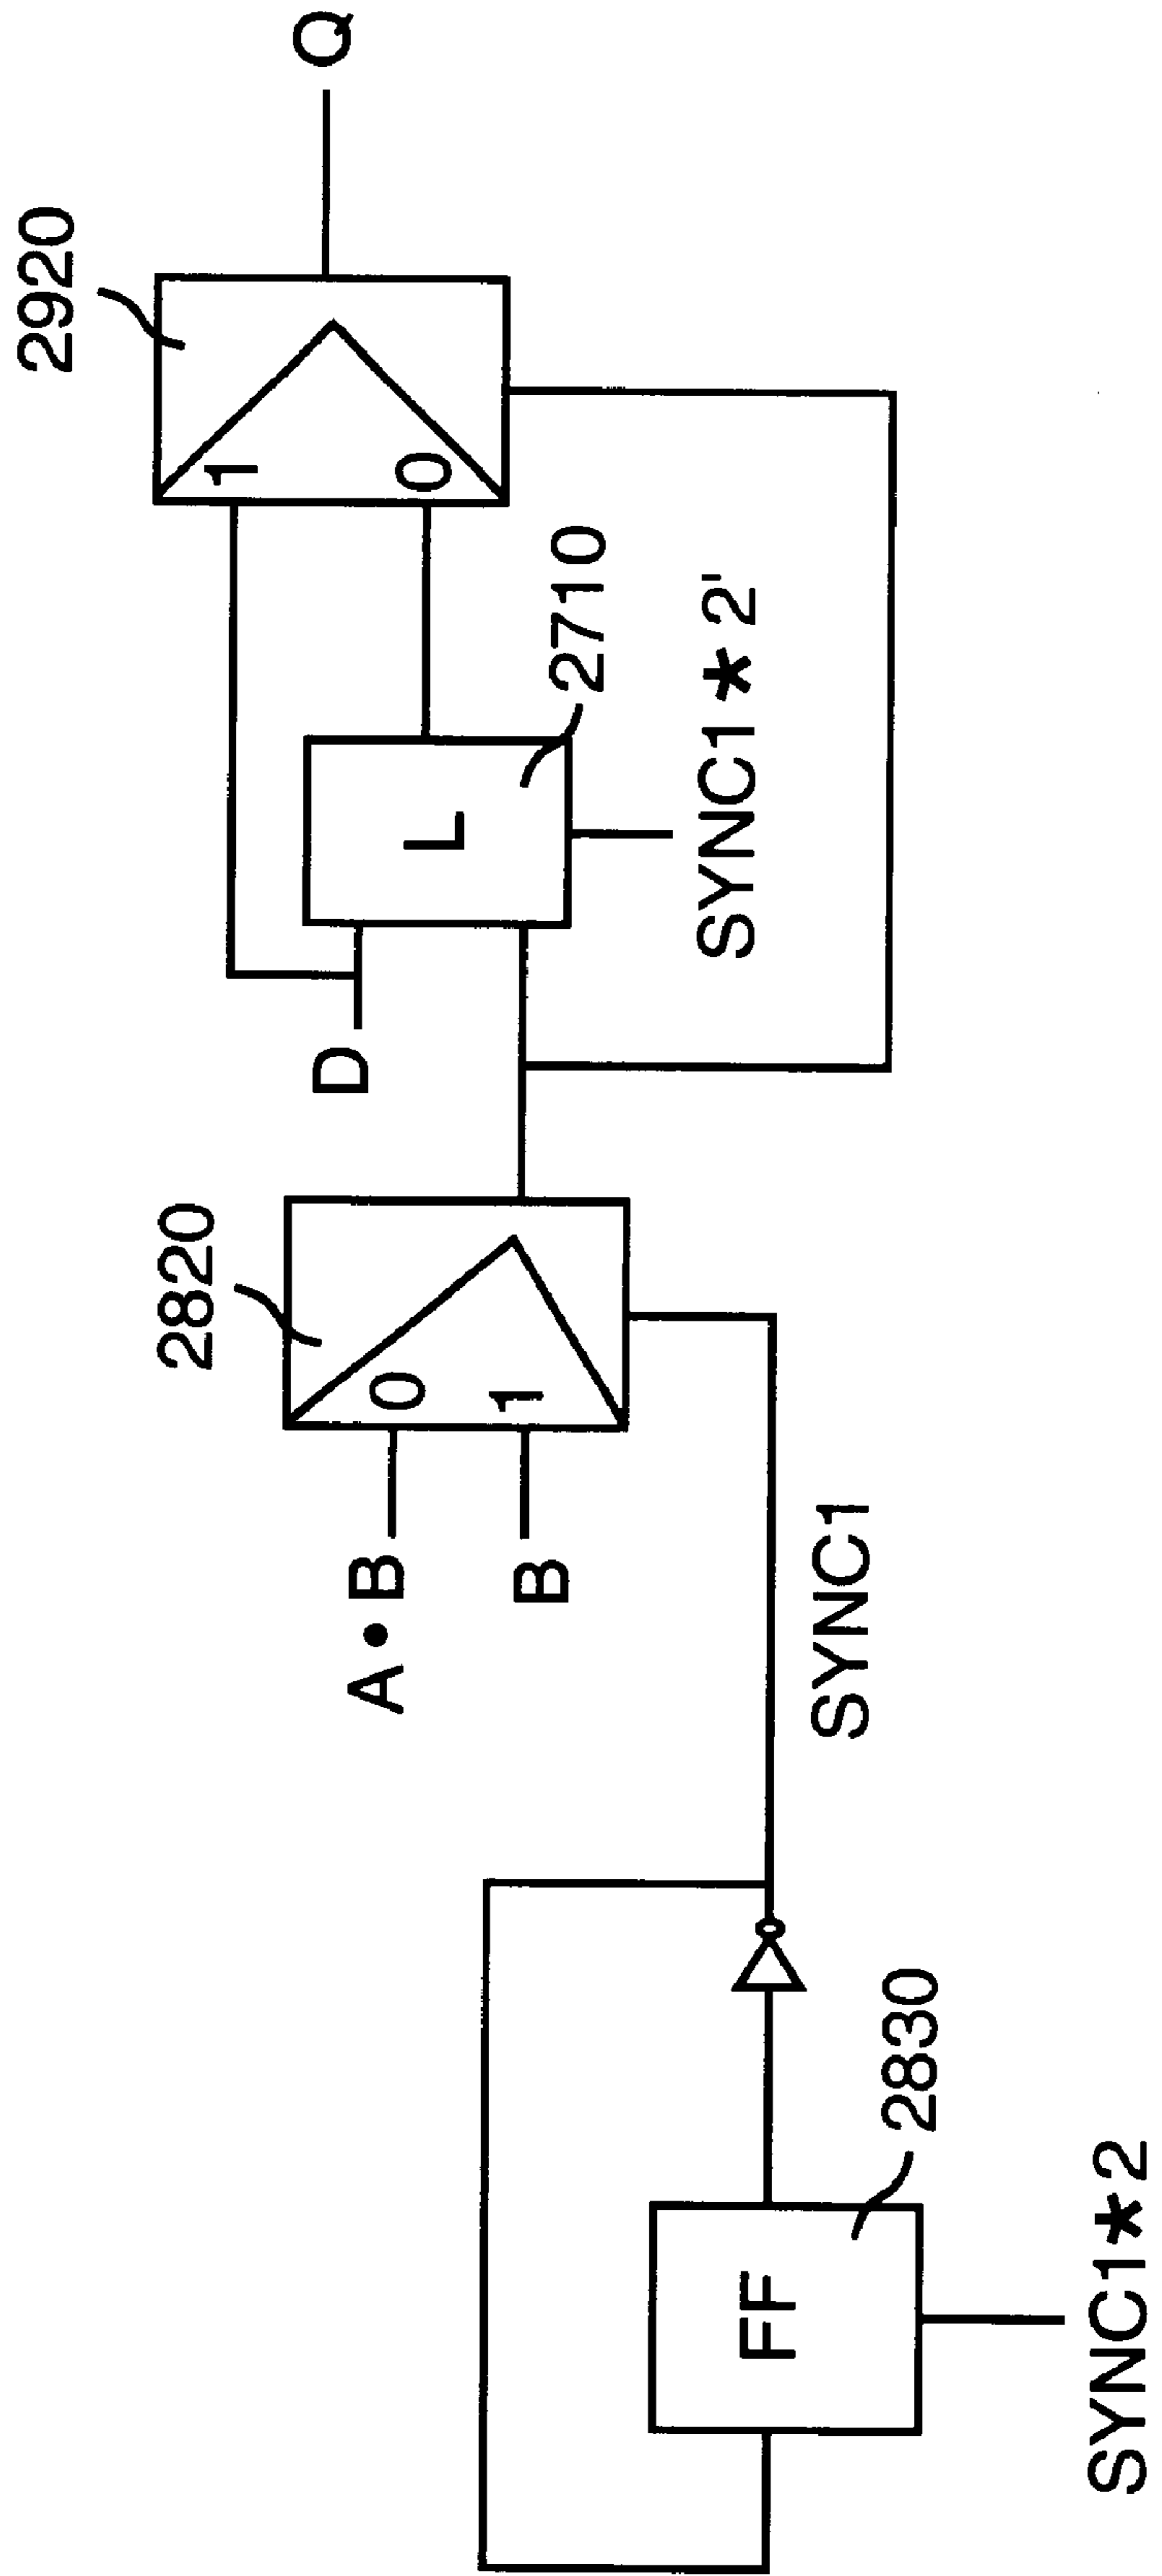 2920
Q
1
0
2820
D
L
2710
A • B
0
B
1
SYNC1 * 2'
SYNC1
FF
2830
SYNC1*2